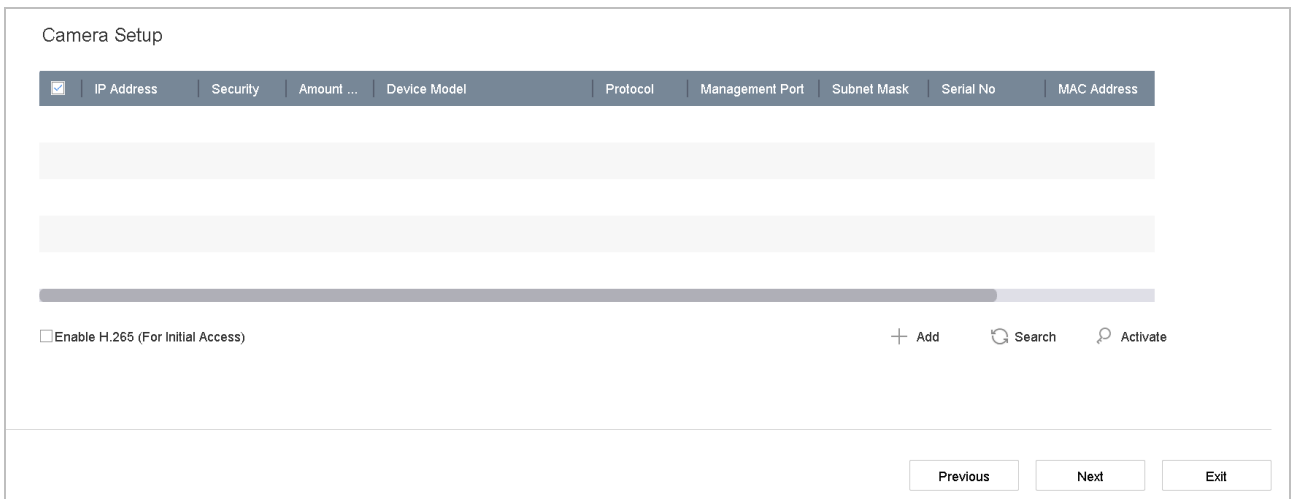 Camera Setup
IP Address Security Amount ... Device Model Protocol Management Port Subnet Mask Serial No MAC Address
Enable H.265 (For Initial Access) Add Search Activate
Previous Next Exit